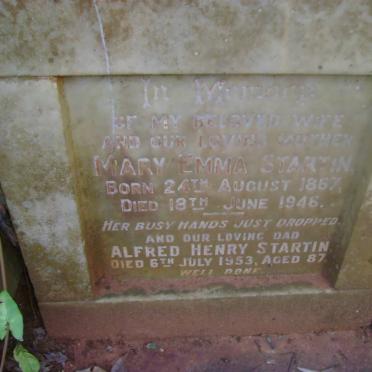 In Memory
OF MY BELOVED WIFE
AND OUR LOVING MOTHER
MARY EMMA STARTIN
BORN 24TH AUGUST 1867.
DIED 18TH JUNE 1946.
HER BUSY HANDS JUST DROPPED.
AND OUR LOVING DAD
ALFRED HENRY STARTIN
DIED 6TH JULY 1953, AGED 87.
WELL DONE.